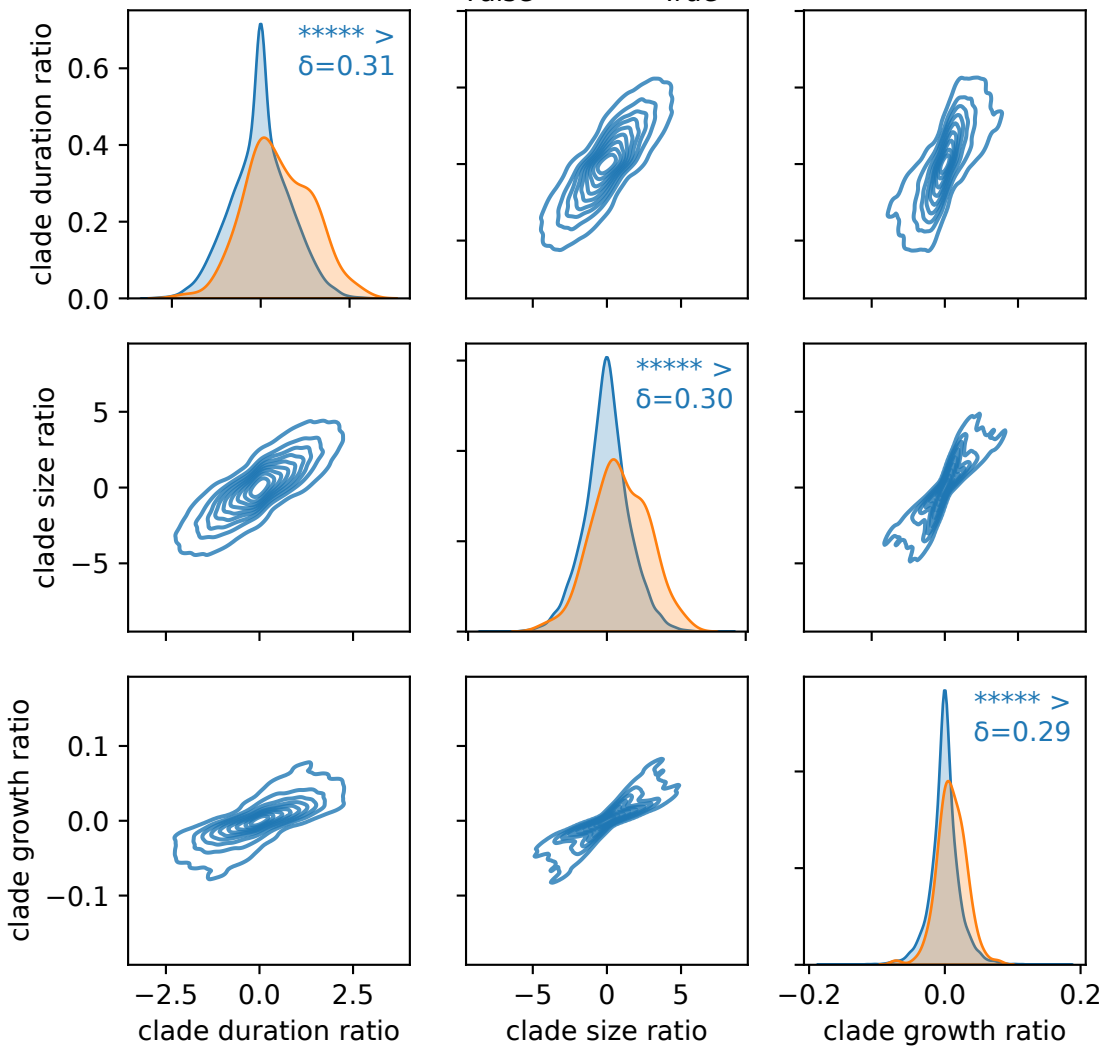 ***** >
δ=0.31
clade duration ratio
0.6
0.4
0.2
0.0
***** >
δ=0.30
clade size ratio
5
0
−5
***** >
δ=0.29
clade growth ratio
0.1
0.0
−0.1
−2.5 0.0 2.5
−5 0 5
−0.2 0.0 0.2
clade duration ratio
clade size ratio
clade growth ratio